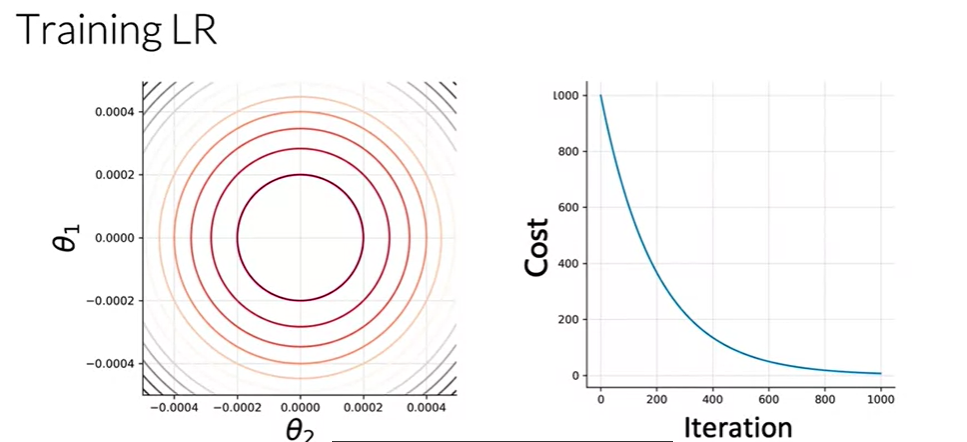 Training LR
0.0004
0.0002
0.0000
−0.0002
−0.0004
θ1
−0.0004 −0.0002 0.0000 0.0002 0.0004
θ2
1000
800
600
400
200
0
Cost
0 200 400 600 800 1000
Iteration